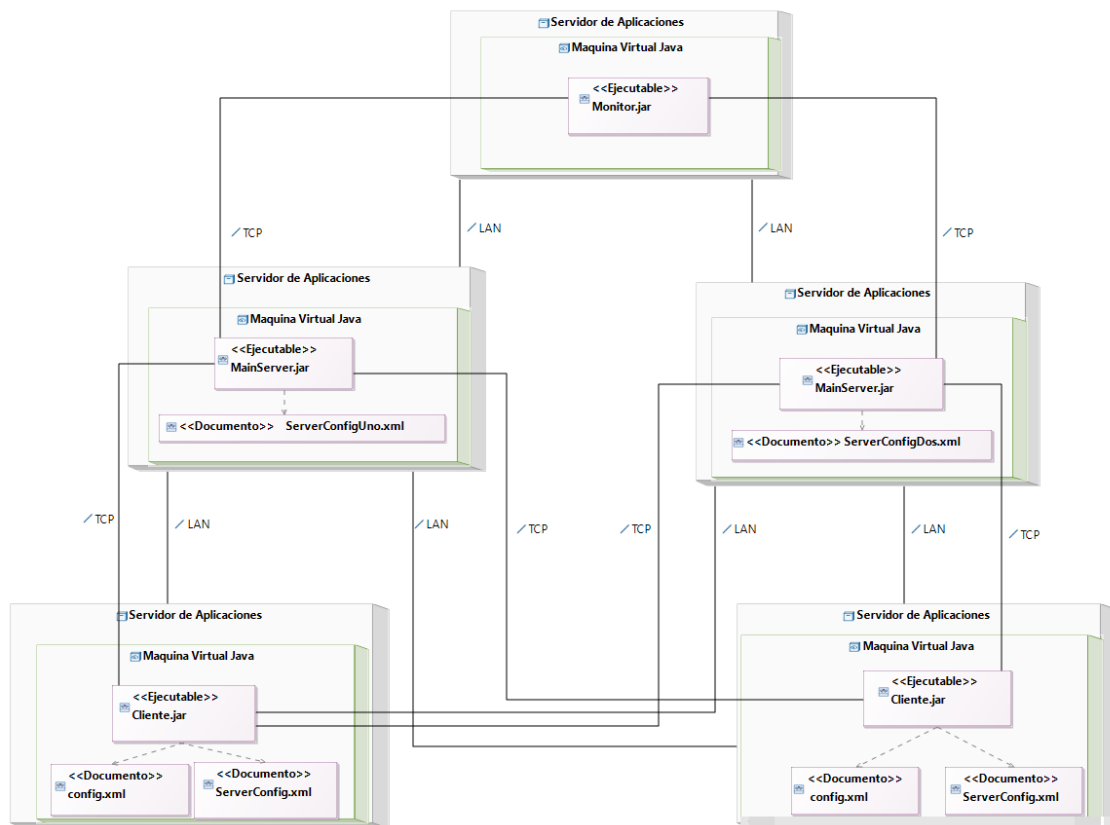 Servidor de Aplicaciones
Maquina Virtual Java
<<Ejecutable>>
Monitor.jar
TCP
LAN
LAN
TCP
Servidor de Aplicaciones
Maquina Virtual Java
<<Ejecutable>>
MainServer.jar
<<Documento>> ServerConfigUno.xml
Servidor de Aplicaciones
Maquina Virtual Java
<<Ejecutable>>
MainServer.jar
<<Documento>> ServerConfigDos.xml
TCP
LAN
LAN
TCP
TCP
LAN
LAN
TCP
Servidor de Aplicaciones
Maquina Virtual Java
<<Ejecutable>>
Cliente.jar
<<Documento>>
config.xml
<<Documento>>
ServerConfig.xml
Servidor de Aplicaciones
Maquina Virtual Java
<<Ejecutable>>
Cliente.jar
<<Documento>>
config.xml
<<Documento>>
ServerConfig.xml